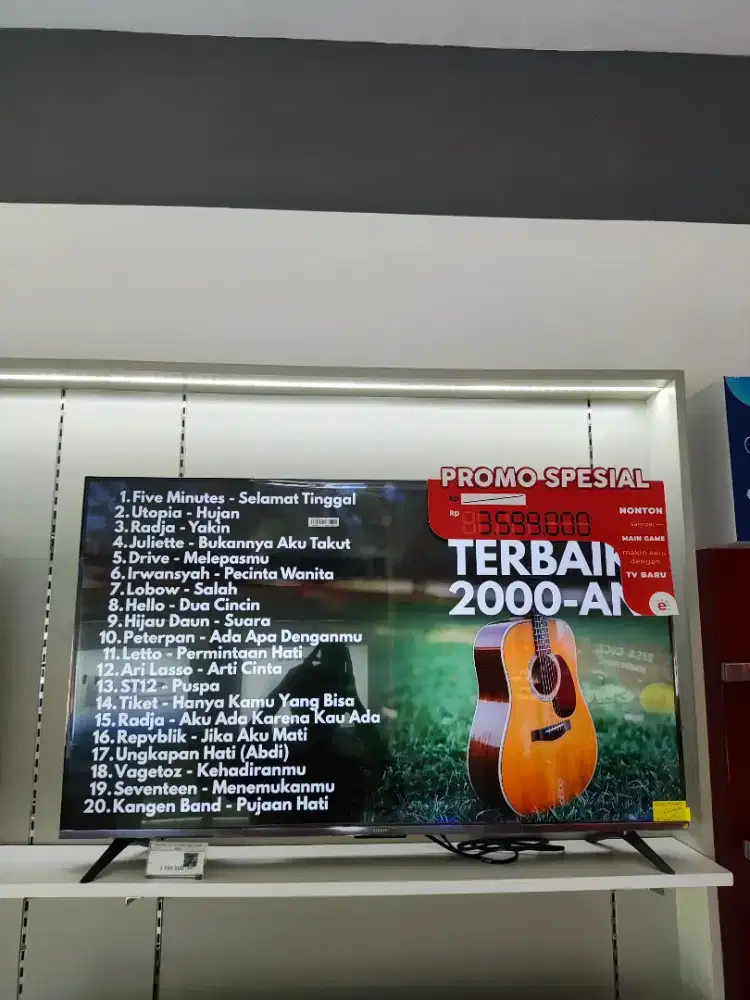 PROMO SPESIAL
Rp
Rp 3.599.000
NONTON
sampai
MAIN GAME
makin seru
dengan
TV BARU
e
TERBAIK
2000-AN
1. Five Minutes - Selamat Tinggal
2. Utopia - Hujan
3. Radja - Yakin
4. Juliette - Bukannya Aku Takut
5. Drive - Melepasmu
6. Irwansyah - Pecinta Wanita
7. Lobow - Salah
8. Hello - Dua Cincin
9. Hijau Daun - Suara
10. Peterpan - Ada Apa Denganmu
11. Letto - Permintaan Hati
12. Ari Lasso - Arti Cinta
13. ST12 - Puspa
14. Tiket - Hanya Kamu Yang Bisa
15. Radja - Aku Ada Karena Kau Ada
16. Repvblik - Jika Aku Mati
17. Ungkapan Hati (Abdi)
18. Vagetoz - Kehadiranmu
19. Seventeen - Menemukanmu
20. Kangen Band - Pujaan Hati